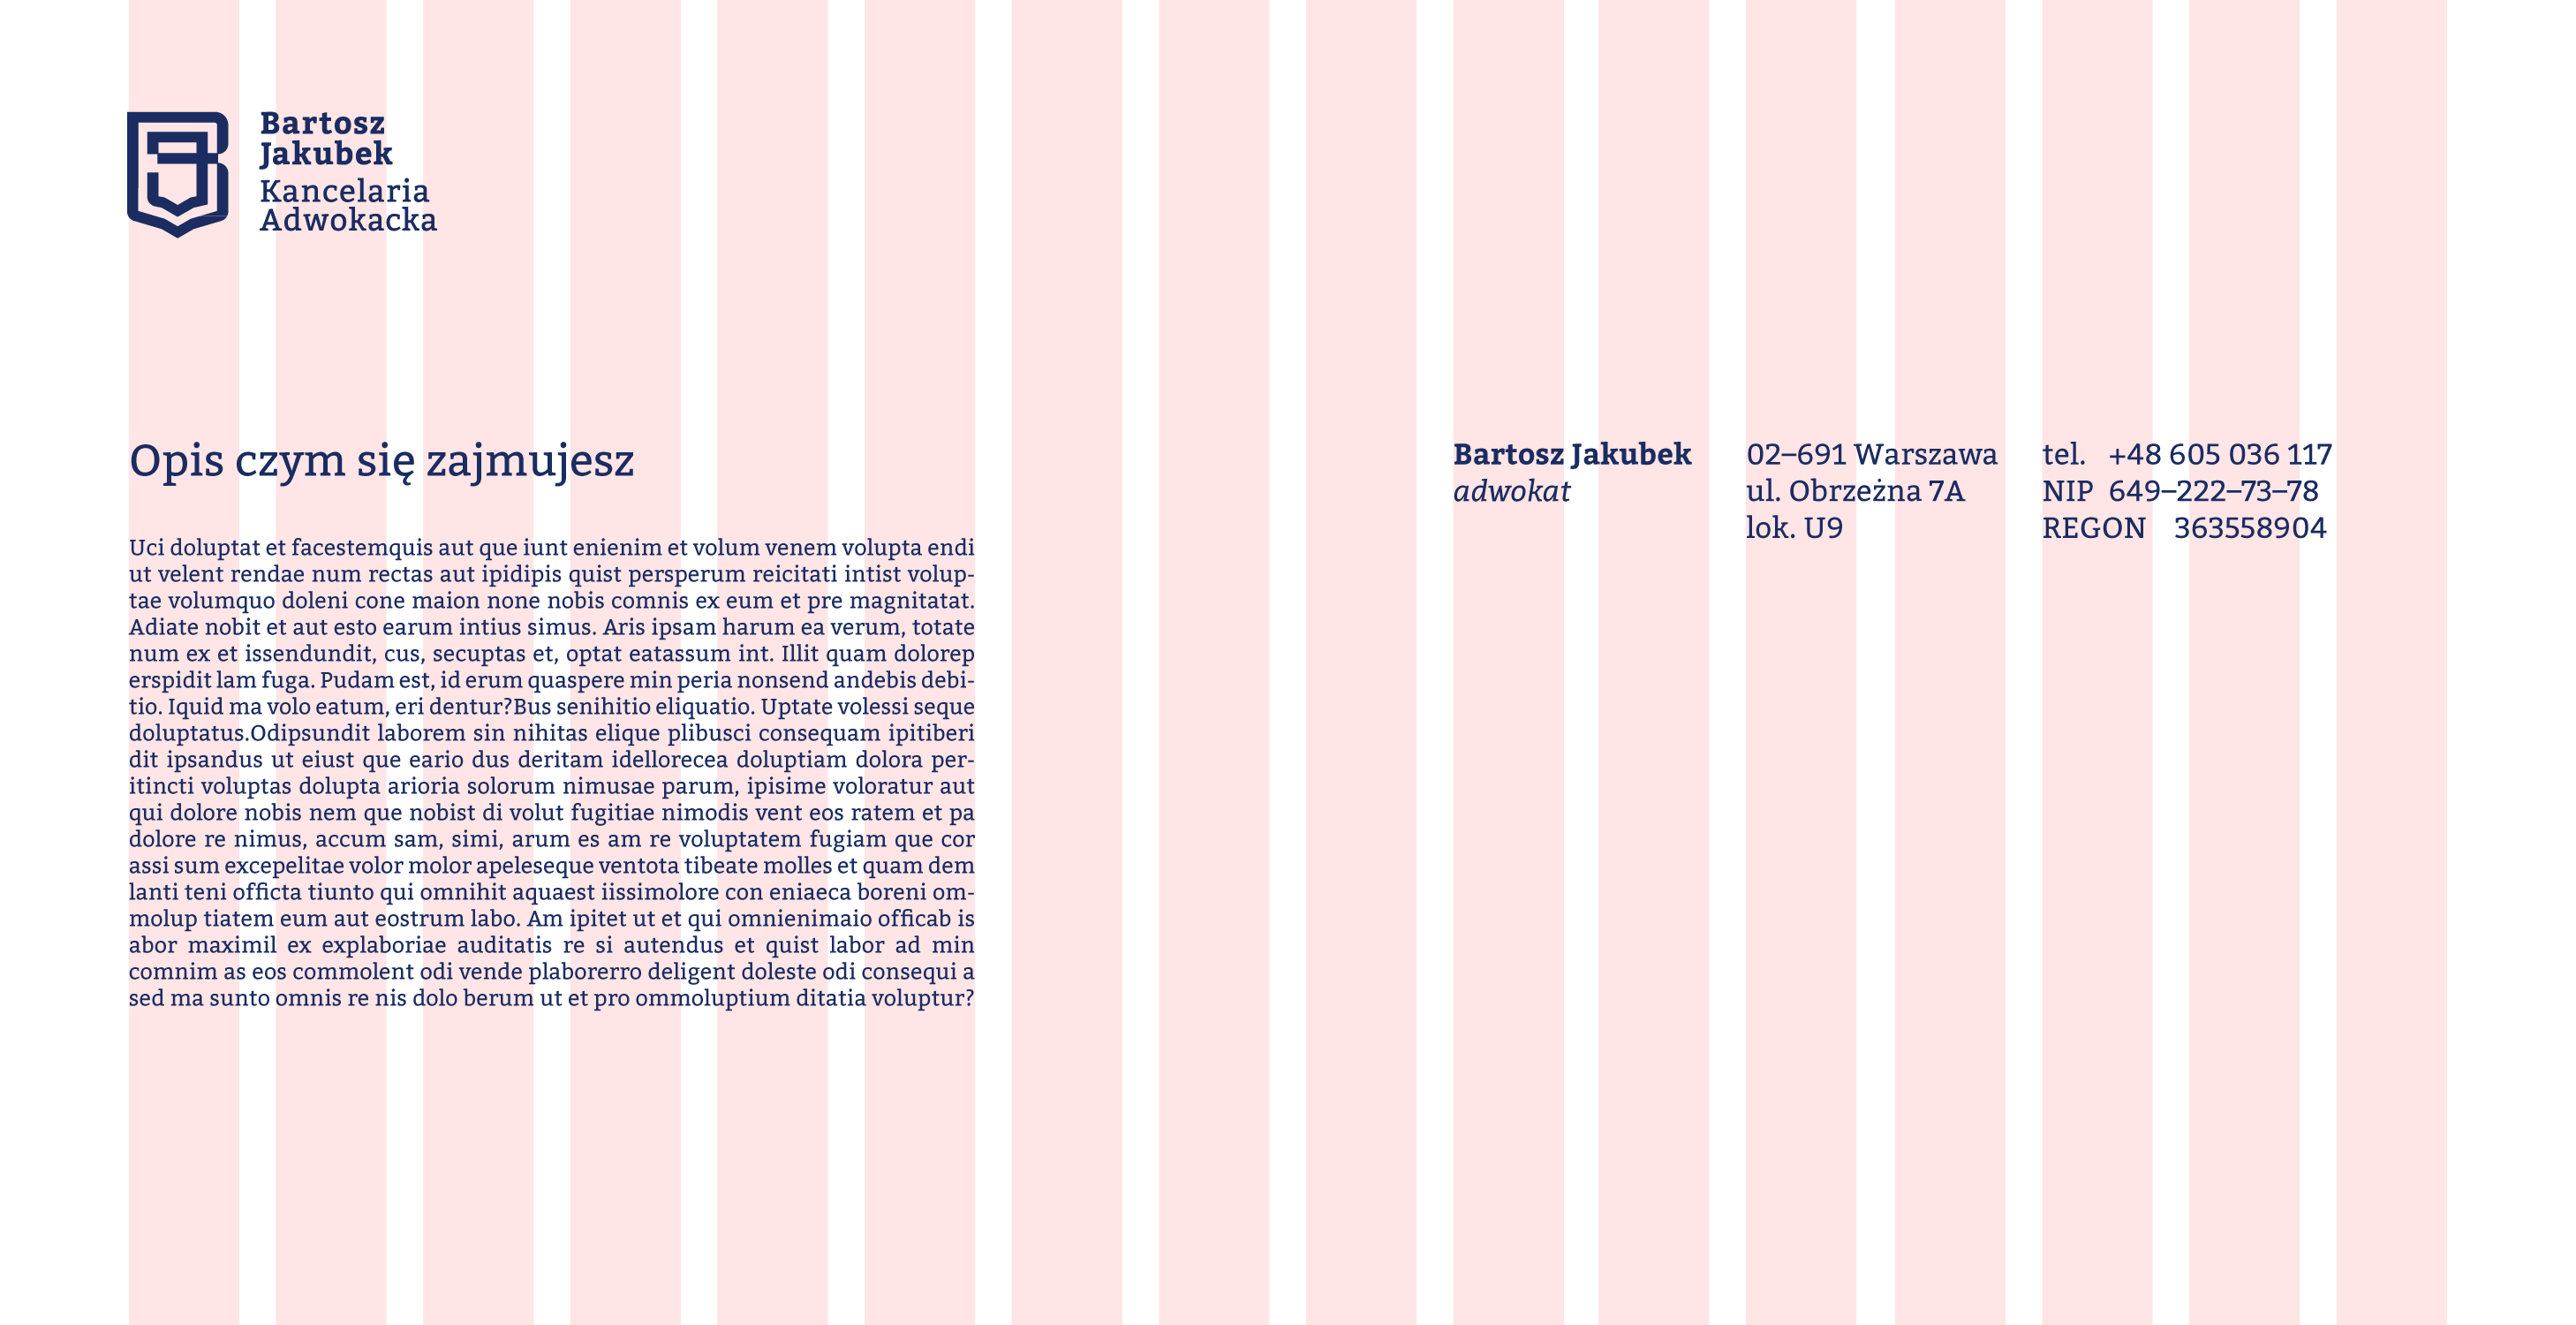 Bartosz
Jakubek
Kancelaria
Adwokacka
Opis czym się zajmujesz
Uci doluptat et facestemquis aut que iunt enienim et volum venem volupta endi
ut velent rendae num rectas aut ipidipis quist persperum reicitati intist volup-
tae volumquo doleni cone maion none nobis comnis ex eum et pre magnitatat.
Adiate nobit et aut esto earum intius simus. Aris ipsam harum ea verum, totate
num ex et issendundit, cus, secuptas et, optat eatassum int. Illit quam dolorep
erspidit lam fuga. Pudam est, id erum quaspere min peria nonsend andebis debi-
tio. Iquid ma volo eatum, eri dentur?Bus senihitio eliquatio. Uptate volessi seque
doluptatus.Odipsundit laborem sin nihitas elique plibusci consequam ipitiberi
dit ipsandus ut eiust que eario dus deritam idellorecea doluptiam dolora per-
itincti voluptas dolupta arioria solorum nimusae parum, ipisime voloratur aut
qui dolore nobis nem que nobist di volut fugitiae nimodis vent eos ratem et pa
dolore re nimus, accum sam, simi, arum es am re voluptatem fugiam que cor
assi sum excepelitae volor molor apeleseque ventota tibeate molles et quam dem
lanti teni officta tiunto qui omnihit aquaest iissimolore con eniaeca boreni om-
molup tiatem eum aut eostrum labo. Am ipitet ut et qui omnienimaio officab is
abor maximil ex explaboriae auditatis re si autendus et quist labor ad min
comnim as eos commolent odi vende plaborerro deligent doleste odi consequi a
sed ma sunto omnis re nis dolo berum ut et pro ommoluptium ditatia voluptur?
Bartosz Jakubek
adwokat
02–691 Warszawa
ul. Obrzeżna 7A
lok. U9
tel. +48 605 036 117
NIP 649–222–73–78
REGON 363558904